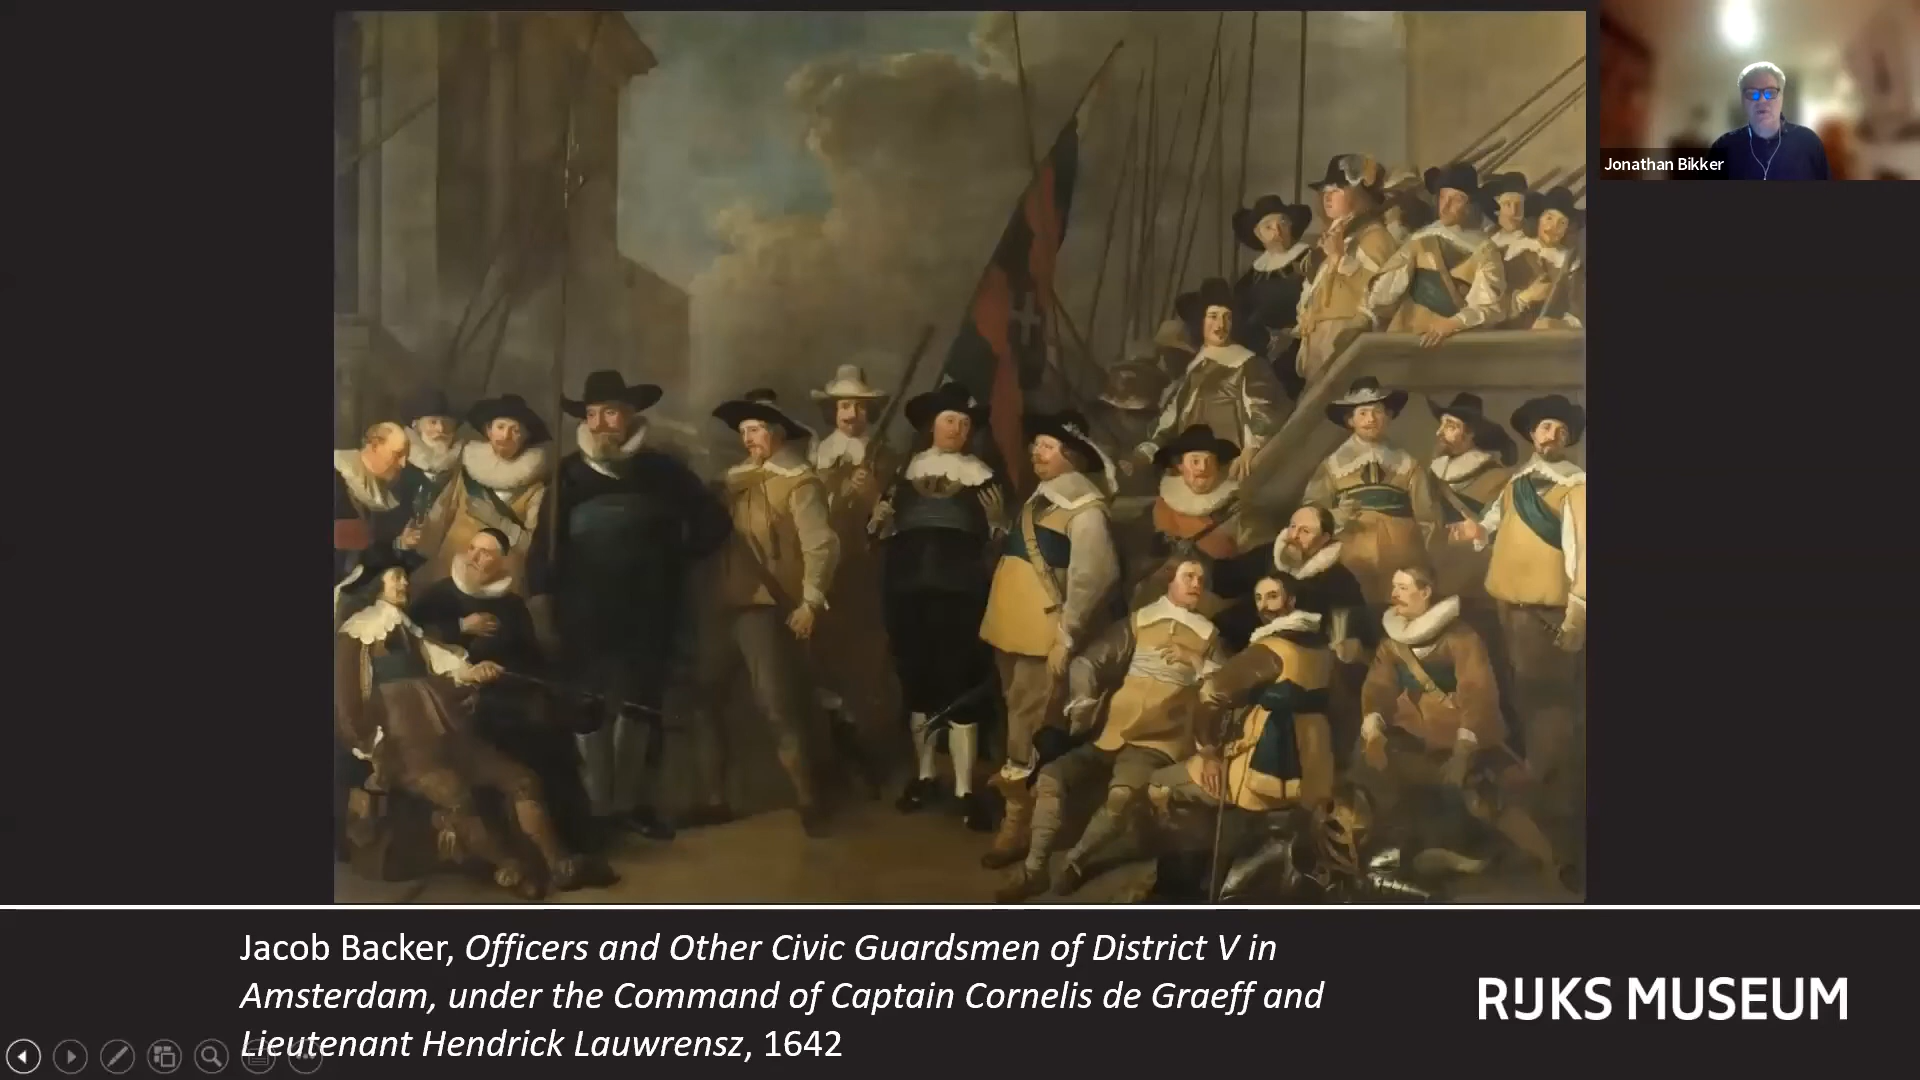 Jonathan Bikker
Jacob Backer, Officers and Other Civic Guardsmen of District V in
Amsterdam, under the Command of Captain Cornelis de Graeff and
Lieutenant Hendrick Lauwrensz, 1642
RIJKS MUSEUM